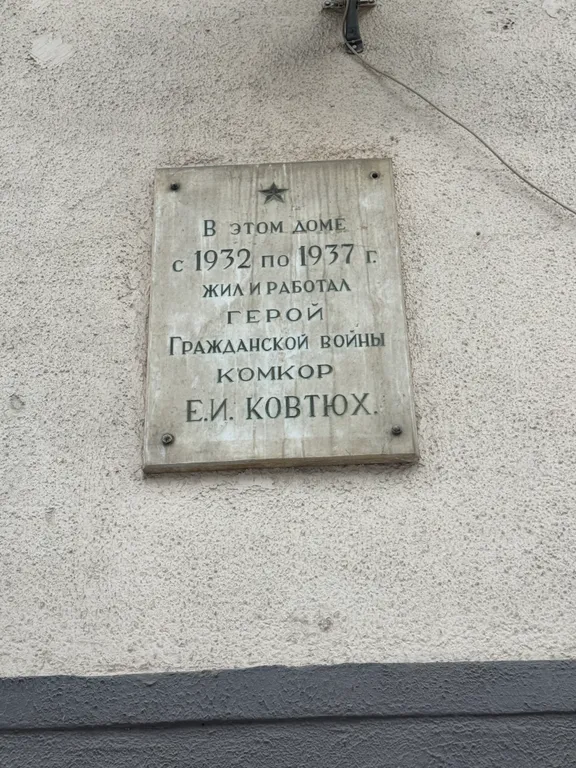 В этом доме
с 1932 по 1937 г.
жил и работал
ГЕРОЙ
Гражданской войны
КОМКОР
Е.И. КОВТЮХ.